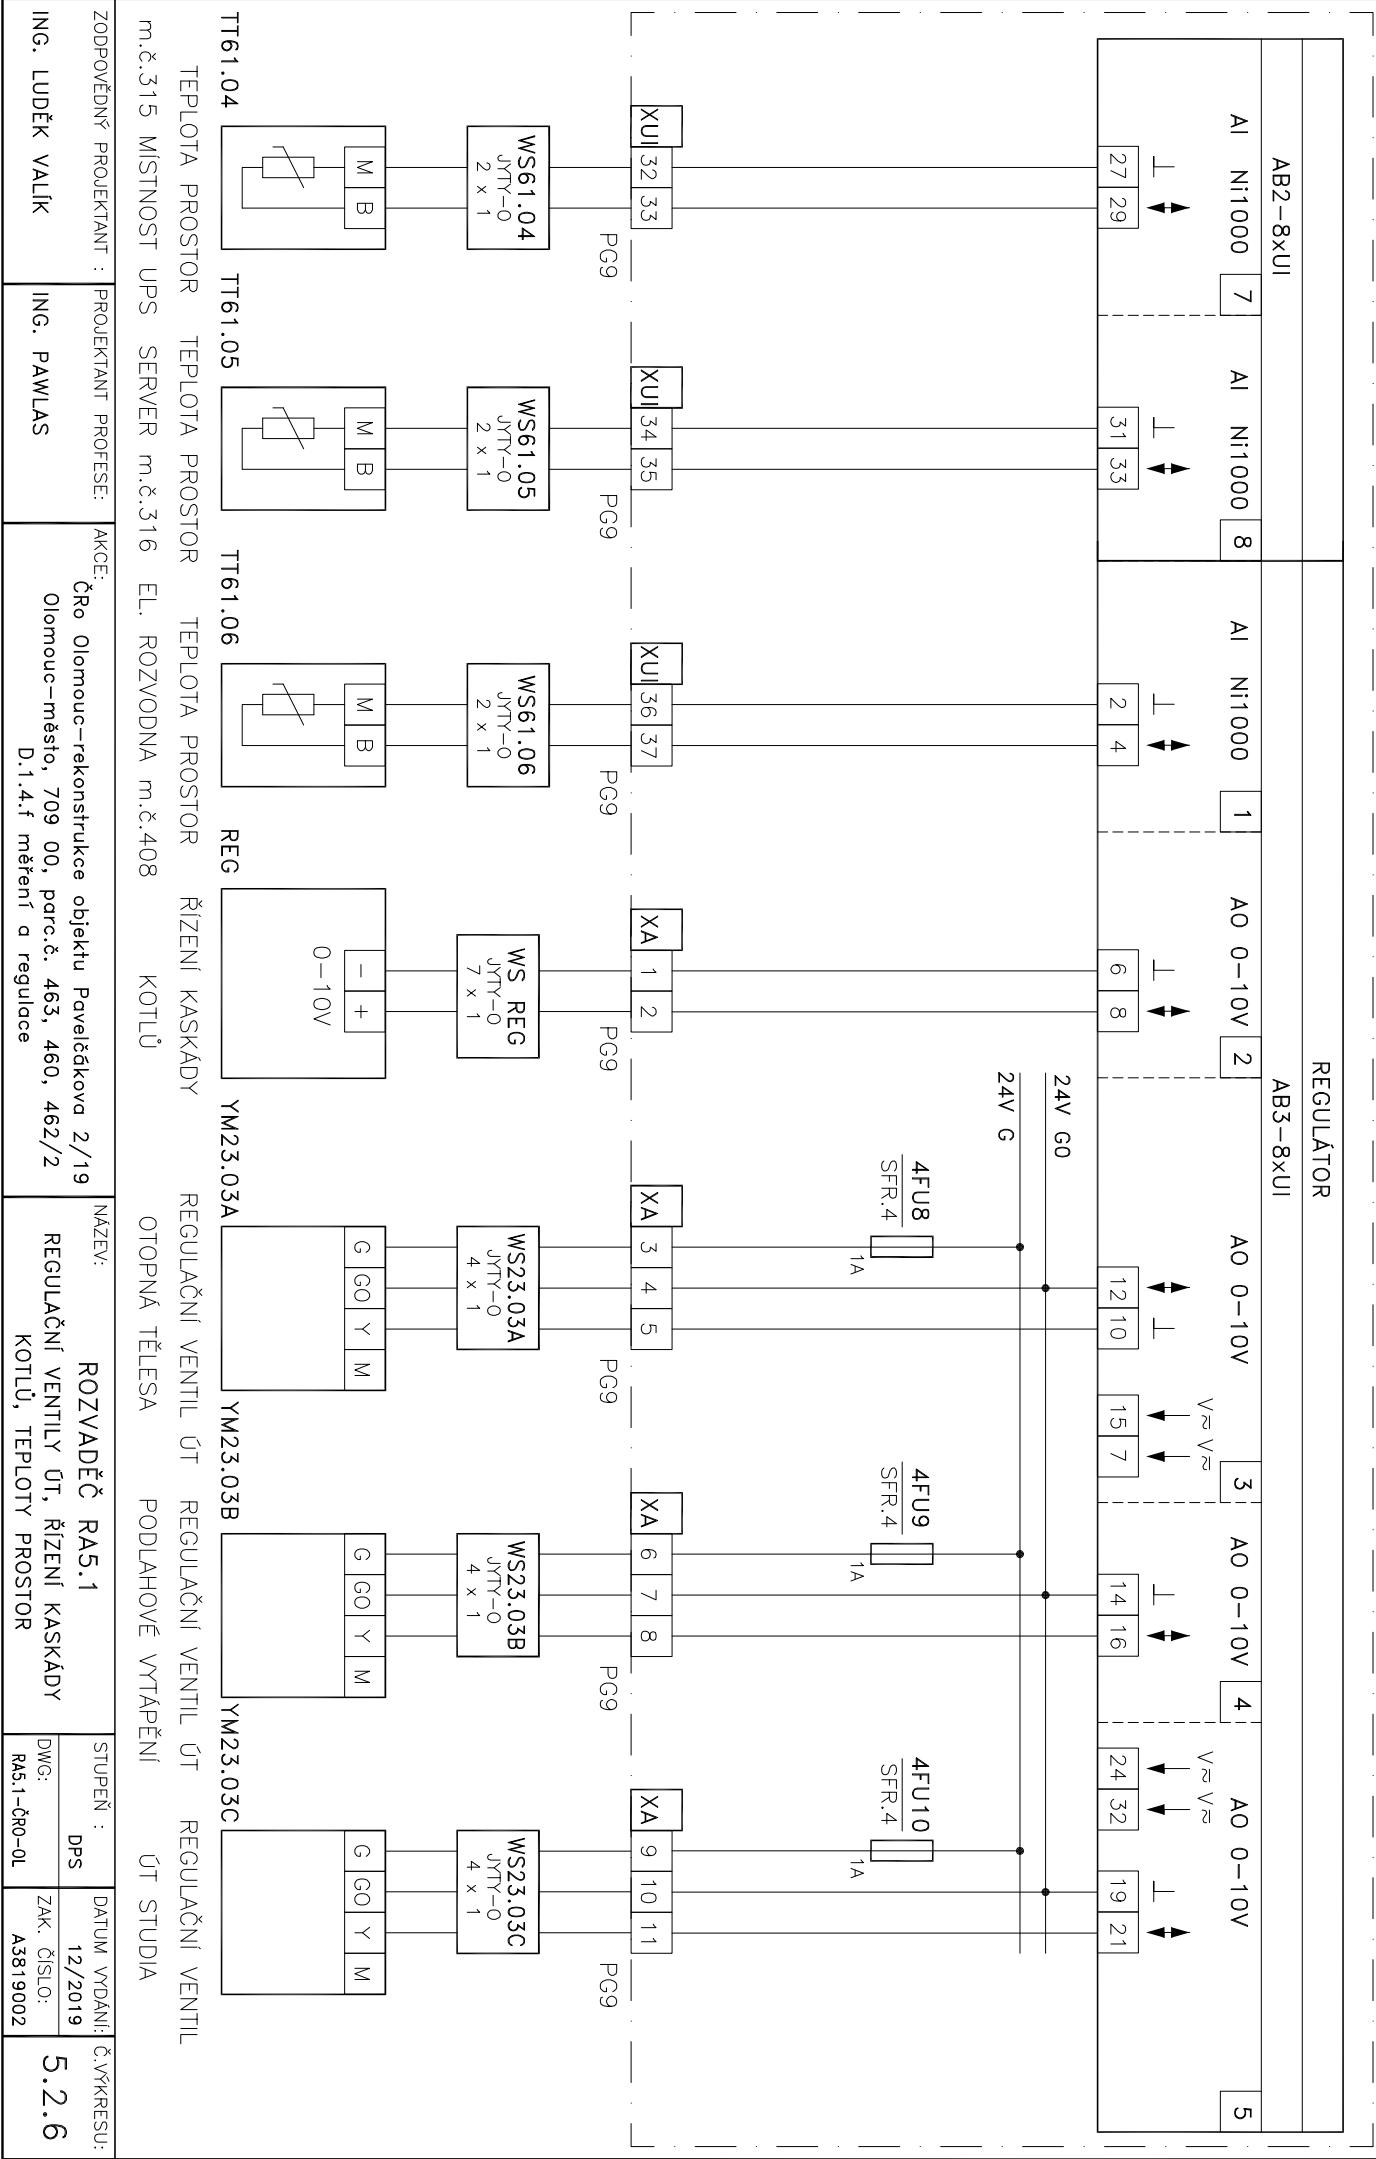 REGULÁTOR
AB2-8xUI
AB3-8xUI
AI Ni1000
7
AI Ni1000
8
AI Ni1000
1
AO 0-10V
2
AO 0-10V
V≂ V≂
3
AO 0-10V
4
V≂ V≂
AO 0-10V
5
27 29
31 33
2 4
6 8
12 10
15 7
14 16
24 32
19 21
24V G0
24V G
4FU8
SFR.4
1A
4FU9
SFR.4
1A
4FU10
SFR.4
1A
XUI 32 33
XUI 34 35
XUI 36 37
XA 1 2
XA 3 4 5
XA 6 7 8
XA 9 10 11
PG9
PG9
PG9
PG9
PG9
PG9
PG9
WS61.04
JYTY-O
2 x 1
WS61.05
JYTY-O
2 x 1
WS61.06
JYTY-O
2 x 1
WS REG
JYTY-O
7 x 1
WS23.03A
JYTY-O
4 x 1
WS23.03B
JYTY-O
4 x 1
WS23.03C
JYTY-O
4 x 1
M B
M B
M B
- +
0-10V
G G0 Y M
G G0 Y M
G G0 Y M
TT61.04
TT61.05
TT61.06
REG
YM23.03A
YM23.03B
YM23.03C
TEPLOTA PROSTOR
m.č.315 MÍSTNOST UPS
TEPLOTA PROSTOR
SERVER m.č.316
TEPLOTA PROSTOR
EL. ROZVODNA m.č.408
ŘÍZENÍ KASKÁDY
KOTLŮ
REGULAČNÍ VENTIL ÚT
OTOPNÁ TĚLESA
REGULAČNÍ VENTIL ÚT
PODLAHOVÉ VYTÁPĚNÍ
REGULAČNÍ VENTIL
ÚT STUDIA
ZODPOVĚDNÝ PROJEKTANT :
ING. LUDĚK VALÍK
PROJEKTANT PROFESE:
ING. PAWLAS
AKCE:
ČRo Olomouc-rekonstrukce objektu Pavelčákova 2/19
Olomouc-město, 709 00, parc.č. 463, 460, 462/2
D.1.4.f měření a regulace
NÁZEV:
ROZVADĚČ RA5.1
REGULAČNÍ VENTILY ÚT, ŘÍZENÍ KASKÁDY
KOTLŮ, TEPLOTY PROSTOR
STUPEŇ :
DPS
DWG:
RA5.1-ČRO-OL
DATUM VYDÁNÍ:
12/2019
ZAK. ČÍSLO:
A3819002
Č.VÝKRESU:
5.2.6